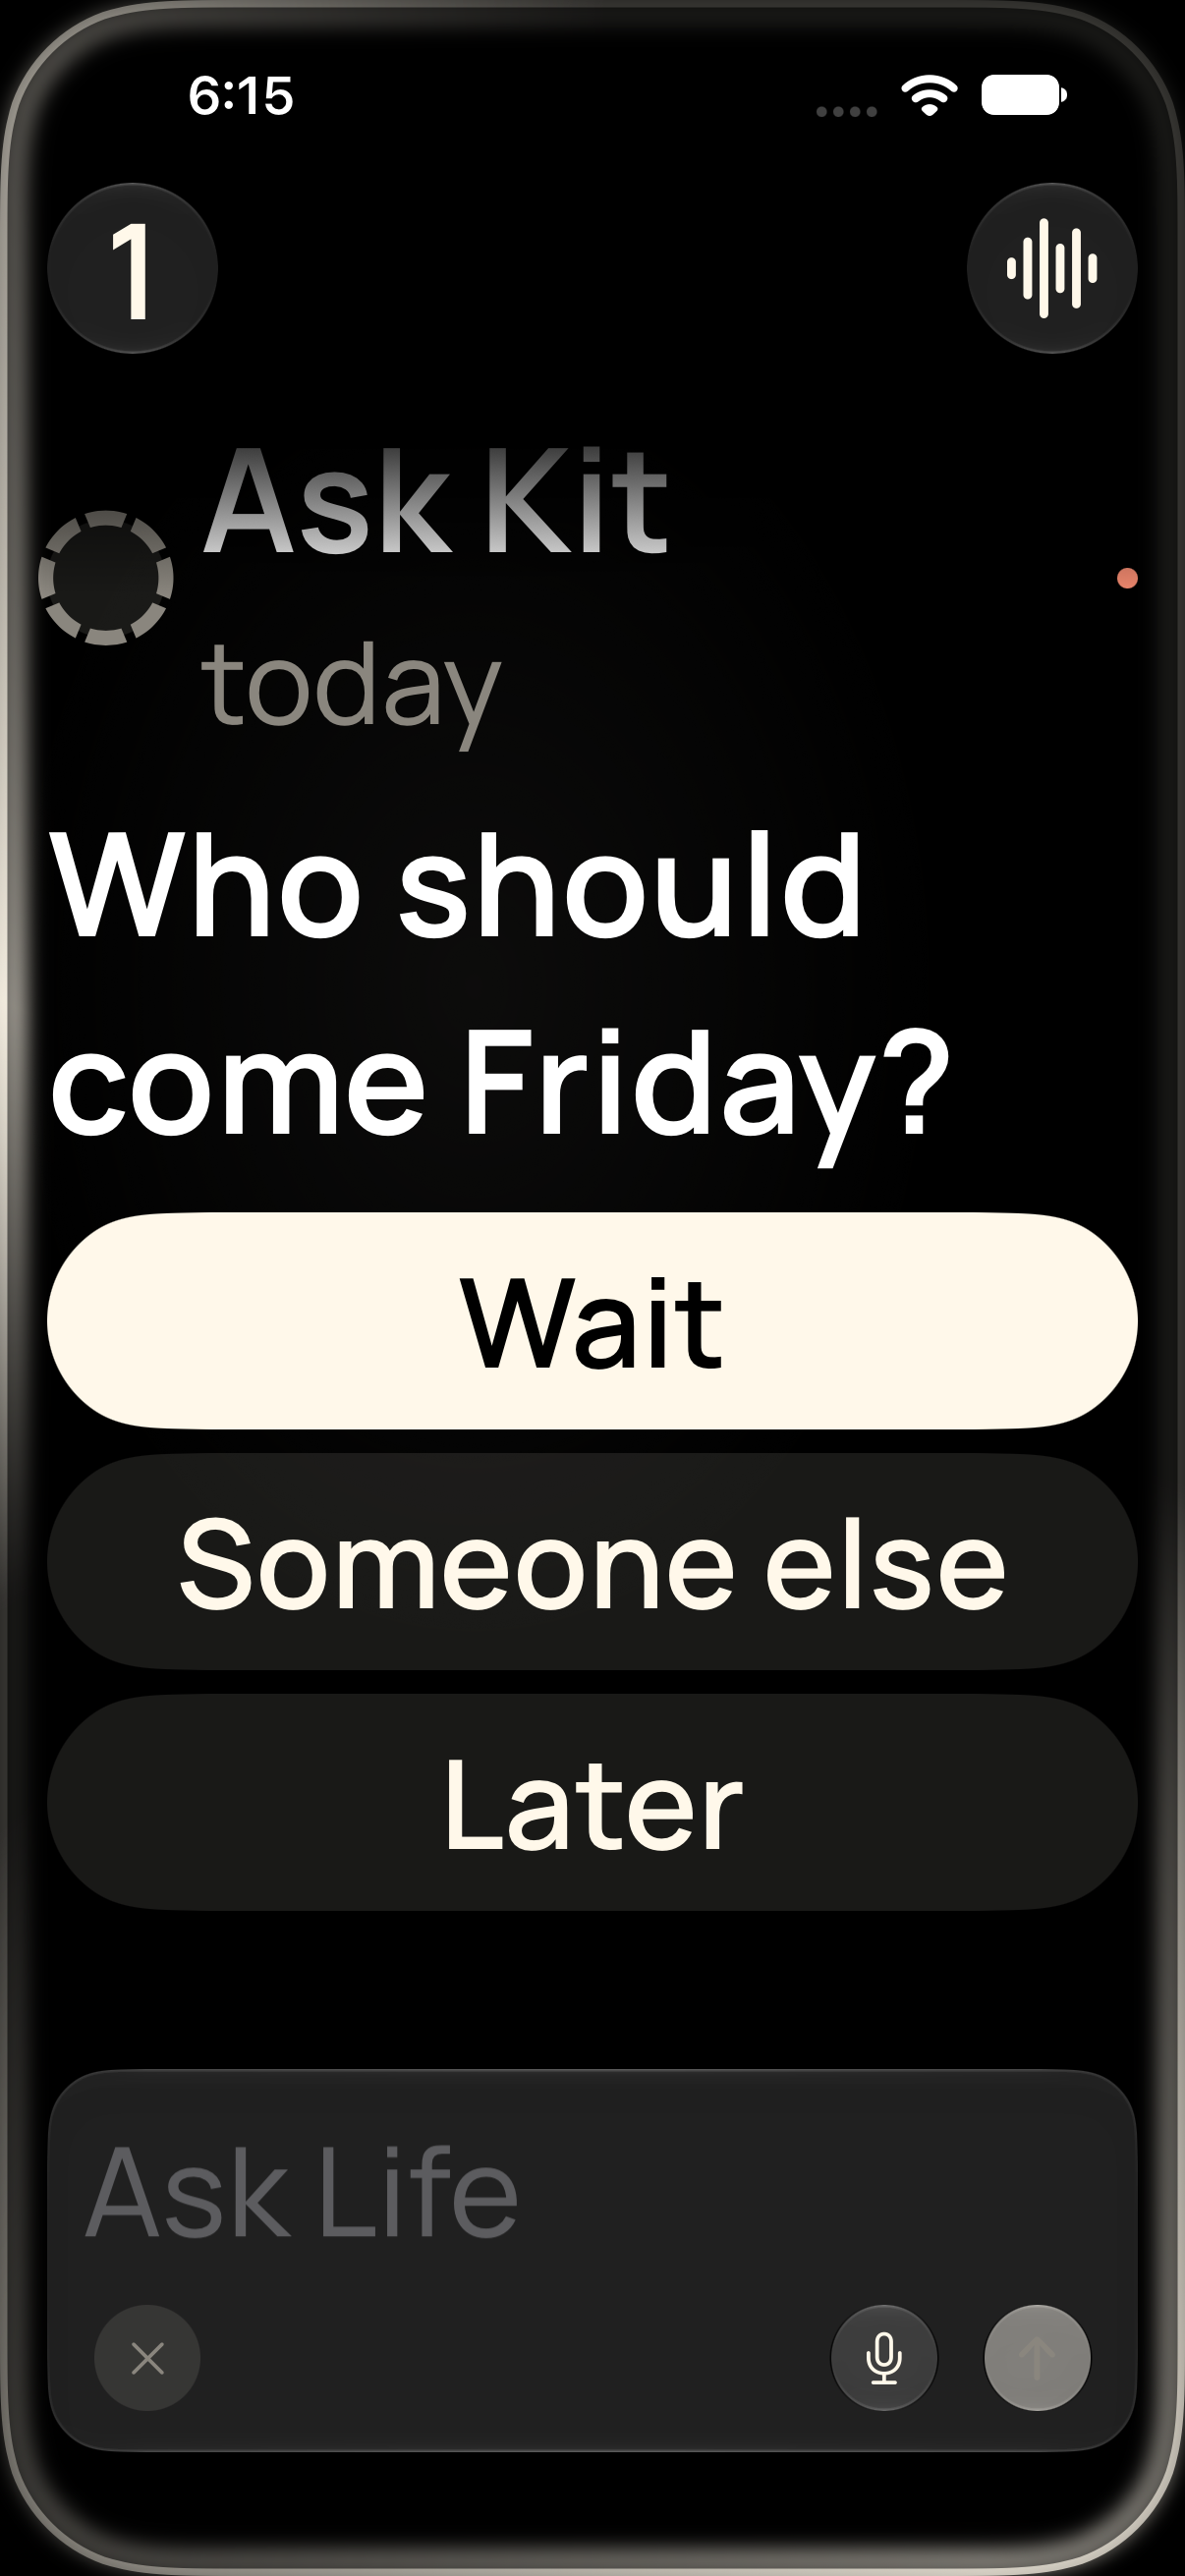 6:15
1
Ask Kit
today
Who should
come Friday?
Wait
Someone else
Later
Ask Life